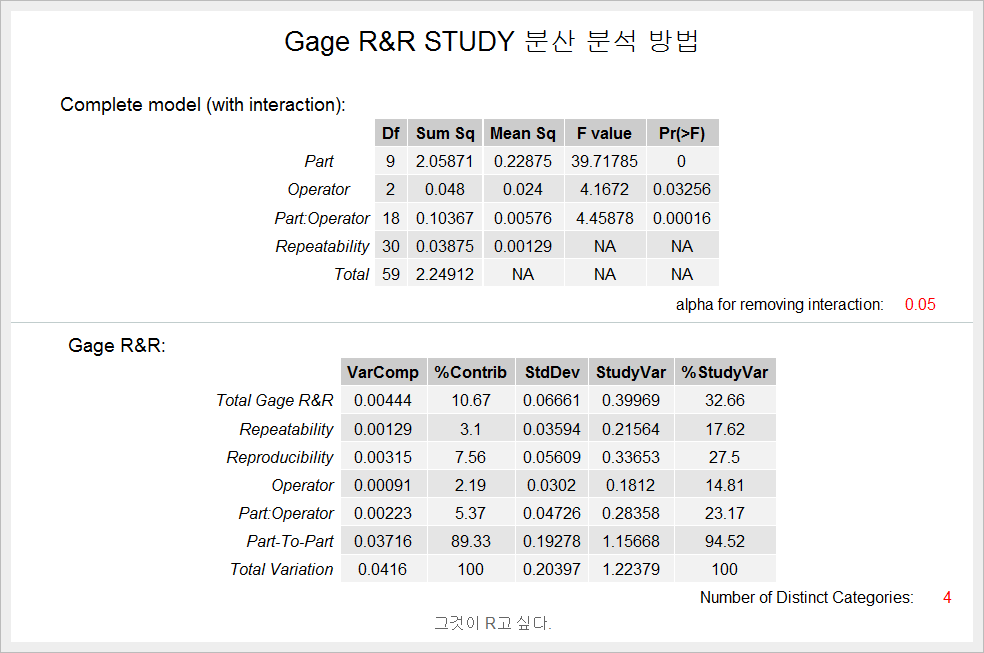 Gage R&R STUDY 분산 분석 방법
Complete model (with interaction):
Df Sum Sq Mean Sq F value Pr(>F)
Part 9 2.05871 0.22875 39.71785 0
Operator 2 0.048 0.024 4.1672 0.03256
Part:Operator 18 0.10367 0.00576 4.45878 0.00016
Repeatability 30 0.03875 0.00129 NA NA
Total 59 2.24912 NA NA NA
alpha for removing interaction: 0.05
Gage R&R:
VarComp %Contrib StdDev StudyVar %StudyVar
Total Gage R&R 0.00444 10.67 0.06661 0.39969 32.66
Repeatability 0.00129 3.1 0.03594 0.21564 17.62
Reproducibility 0.00315 7.56 0.05609 0.33653 27.5
Operator 0.00091 2.19 0.0302 0.1812 14.81
Part:Operator 0.00223 5.37 0.04726 0.28358 23.17
Part-To-Part 0.03716 89.33 0.19278 1.15668 94.52
Total Variation 0.0416 100 0.20397 1.22379 100
Number of Distinct Categories: 4
그것이 R고 싶다.